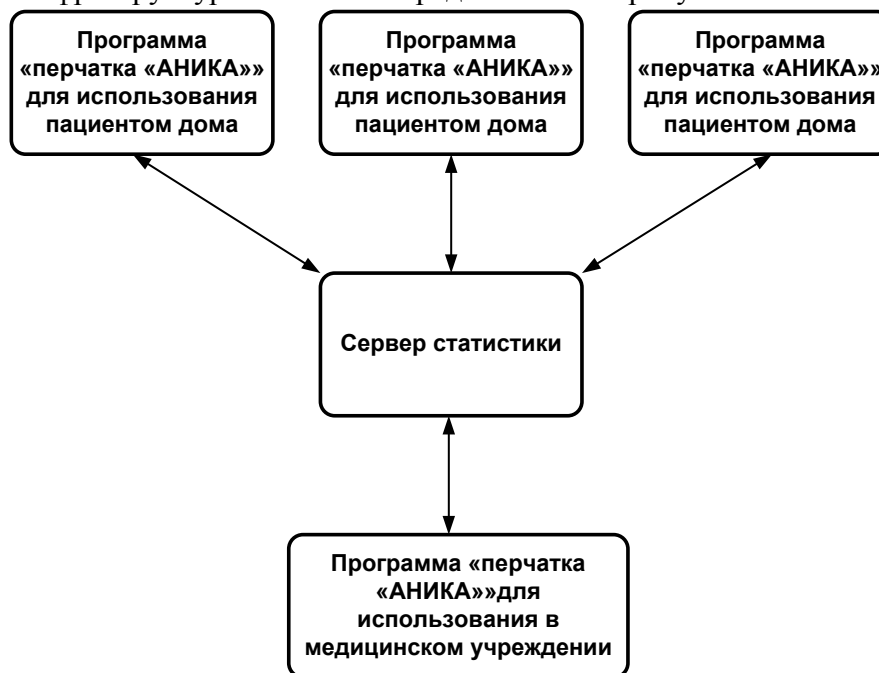 Программа
«перчатка «АНИКА»»
для использования
пациентом дома
Программа
«перчатка «АНИКА»»
для использования
пациентом дома
Программа
«перчатка «АНИКА»»
для использования
пациентом дома
Сервер статистики
Программа «перчатка
«АНИКА»»для
использования в
медицинском учреждении